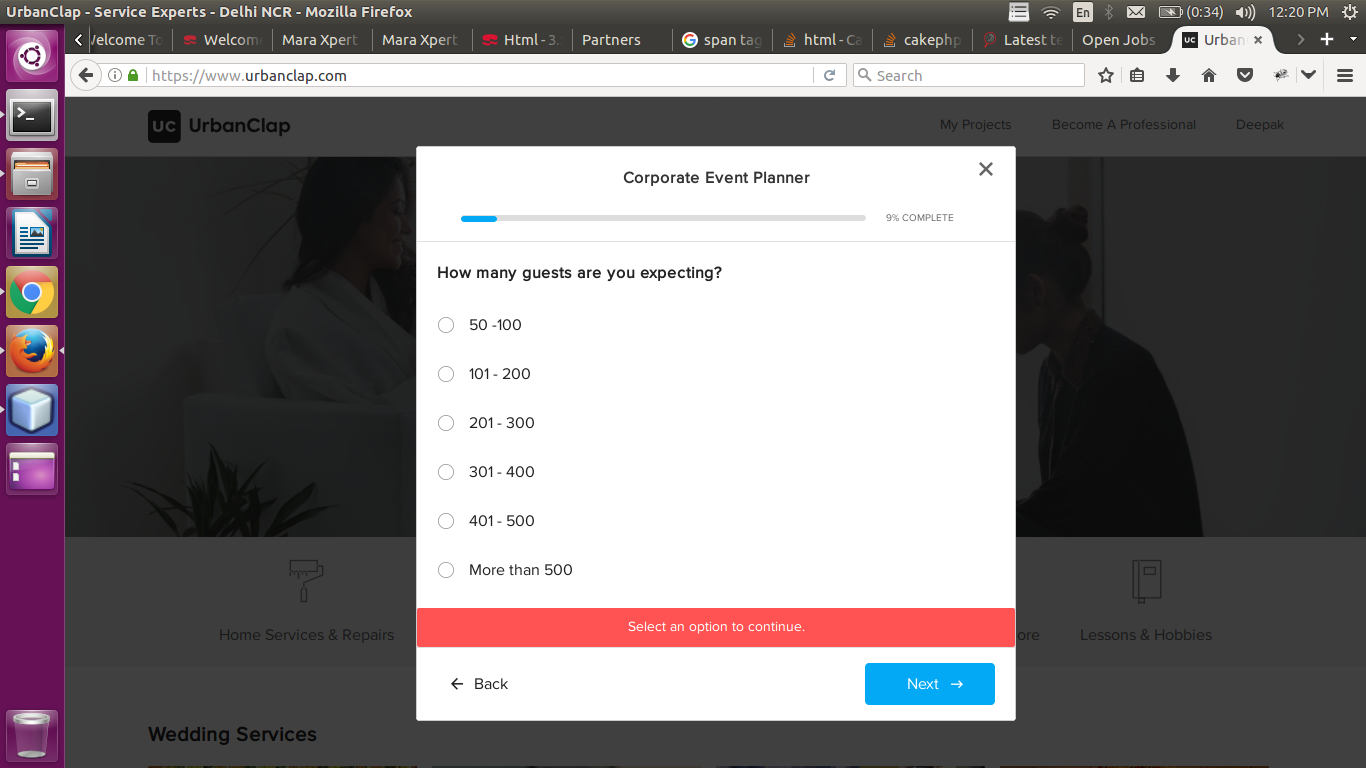 UrbanClap - Service Experts - Delhi NCR - Mozilla Firefox
En
(0:34)
12:20 PM
Welcome To
Welcom
Mara Xpert
Mara Xpert
Html - 3.
Partners
span tag
html - Ca
cakephp
Latest te
Open Jobs
UC
Urban
https://www.urbanclap.com
Search
UC UrbanClap
My Projects
Become A Professional
Deepak
Corporate Event Planner
9% COMPLETE
How many guests are you expecting?
50 -100
101 - 200
201 - 300
301 - 400
401 - 500
More than 500
Select an option to continue.
Back
Next
Home Services & Repairs
ore
Lessons & Hobbies
Wedding Services